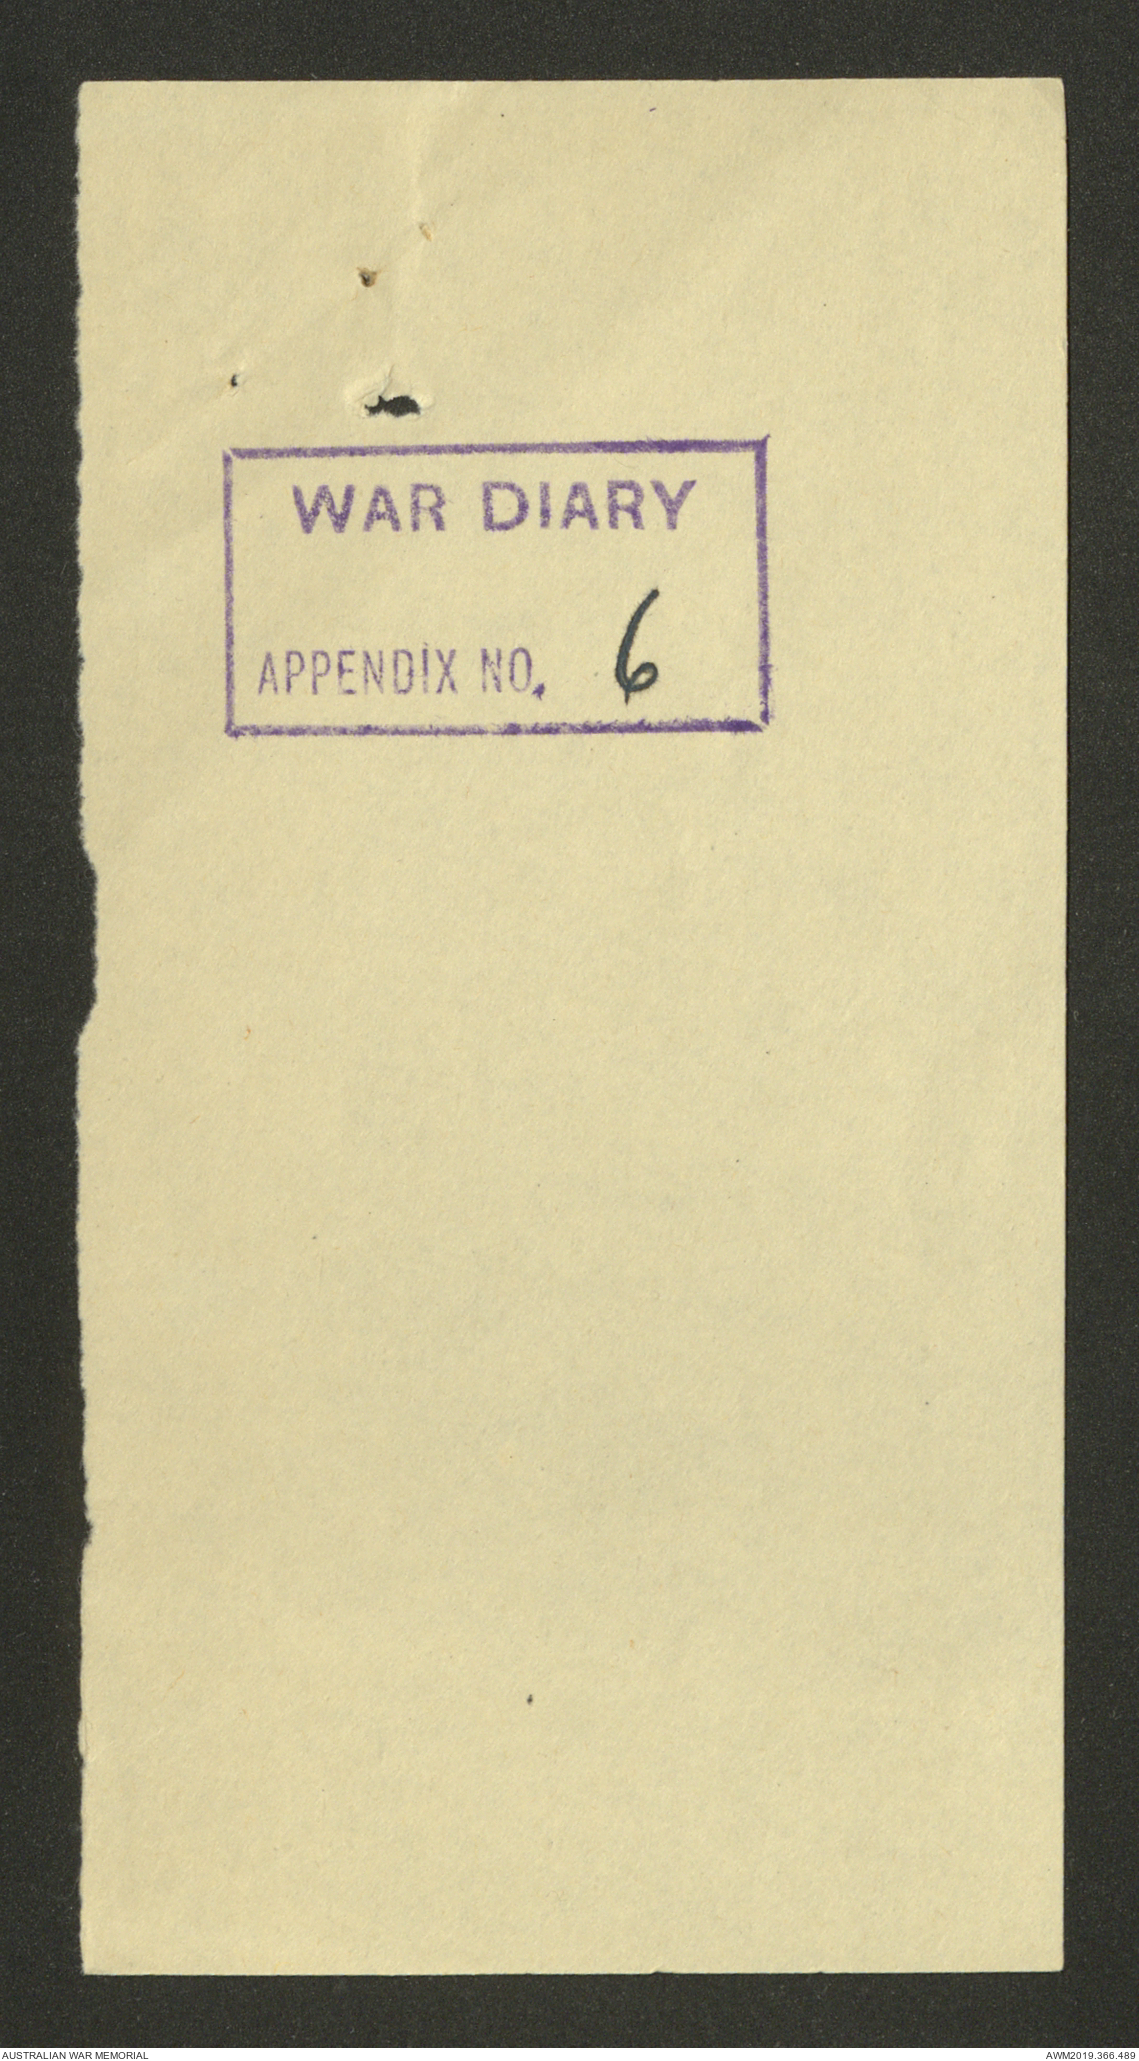 WAR DIARY
APPENDIX NO. 6
AUSTRALIAN WAR MEMORIAL
AWM2019.366.489